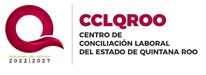 CCLQROO
CENTRO DE
CONCILIACIÓN LABORAL
DEL ESTADO DE QUINTANA ROO
2022/2027